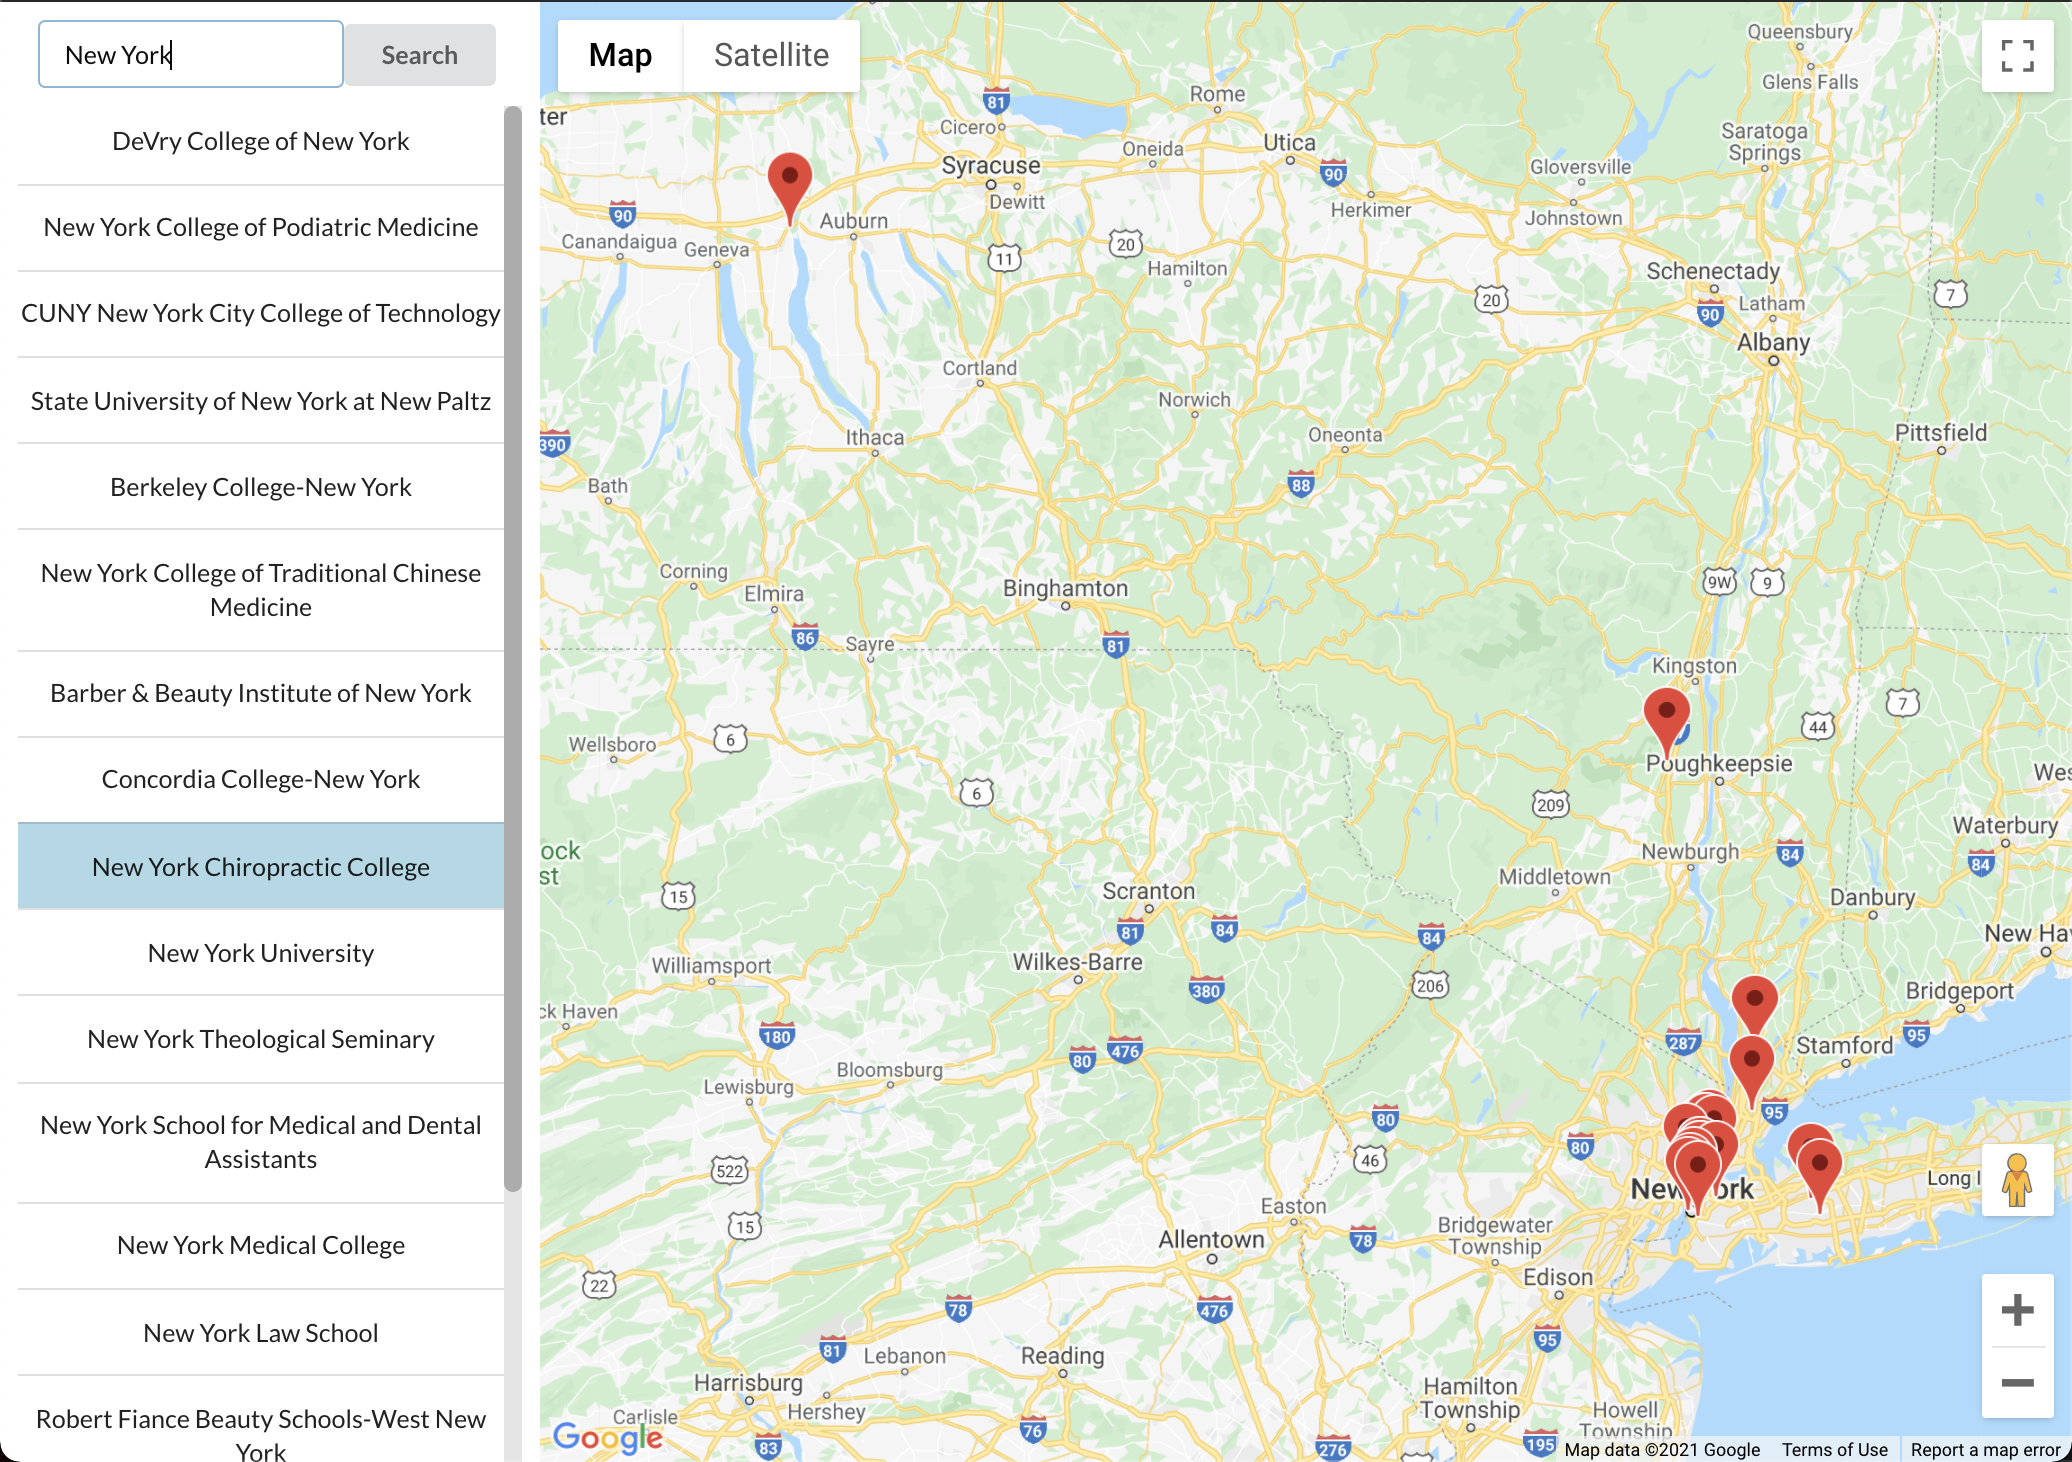 New York
Search
DeVry College of New York
New York College of Podiatric Medicine
CUNY New York City College of Technology
State University of New York at New Paltz
Berkeley College-New York
New York College of Traditional Chinese
Medicine
Barber & Beauty Institute of New York
Concordia College-New York
New York Chiropractic College
New York University
New York Theological Seminary
New York School for Medical and Dental
Assistants
New York Medical College
New York Law School
Robert Fiance Beauty Schools-West New
York
Map
Satellite
Queensbury
Glens Falls
Rome
81
ter
Cicero
Oneida
Utica
Saratoga
Springs
Syracuse
Gloversville
90
Dewitt
Herkimer
Johnstown
90
Auburn
Canandaigua
Geneva
11
20
Hamilton
Schenectady
20
7
Latham
90
Albany
Cortland
Norwich
390
Ithaca
Oneonta
Pittsfield
88
Bath
Corning
Elmira
Binghamton
9W
9
86
Sayre
81
Kingston
7
44
6
Wellsboro
Poughkeepsie
Wes
6
209
Waterbury
ock
st
Newburgh
84
84
Middletown
15
Scranton
Danbury
81
84
84
New Ha
Williamsport
Wilkes-Barre
380
206
Bridgeport
ck Haven
180
287
95
80
476
Stamford
Bloomsburg
Lewisburg
80
95
80
46
522
Long I
New
rk
15
Easton
Allentown
78
Bridgewater
Township
22
Edison
78
476
95
81
Lebanon
Reading
Harrisburg
Hamilton
Township
Hershey
Carlisle
Howell
Township
76
83
276
195
Google
Map data ©2021 Google
Terms of Use
Report a map error